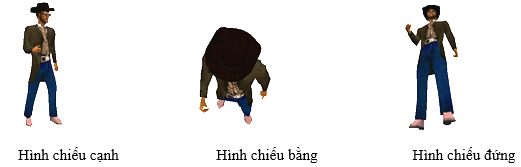 Hình chiếu cạnh
Hình chiếu bằng
Hình chiếu đứng